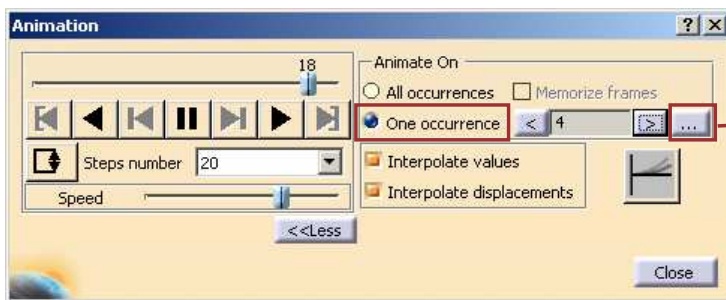 Animation
18
Animate On
All occurrences
Memorize frames
One occurrence < 4 > ...
Steps number 20
Interpolate values
Speed
Interpolate displacements
<<Less
Close